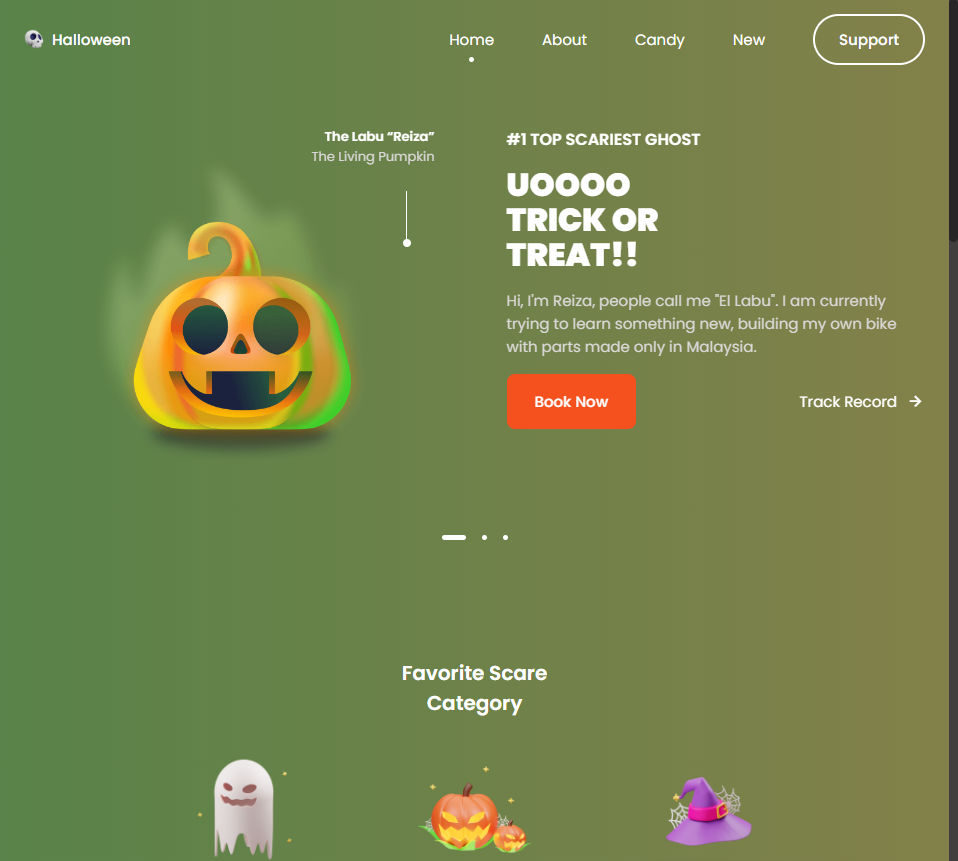 Halloween
Home
About
Candy
New
Support
The Labu “Reiza”
The Living Pumpkin
#1 TOP SCARIEST GHOST
UOOOO
TRICK OR
TREAT!!
Hi, I'm Reiza, people call me "El Labu". I am currently
trying to learn something new, building my own bike
with parts made only in Malaysia.
Book Now
Track Record
Favorite Scare
Category